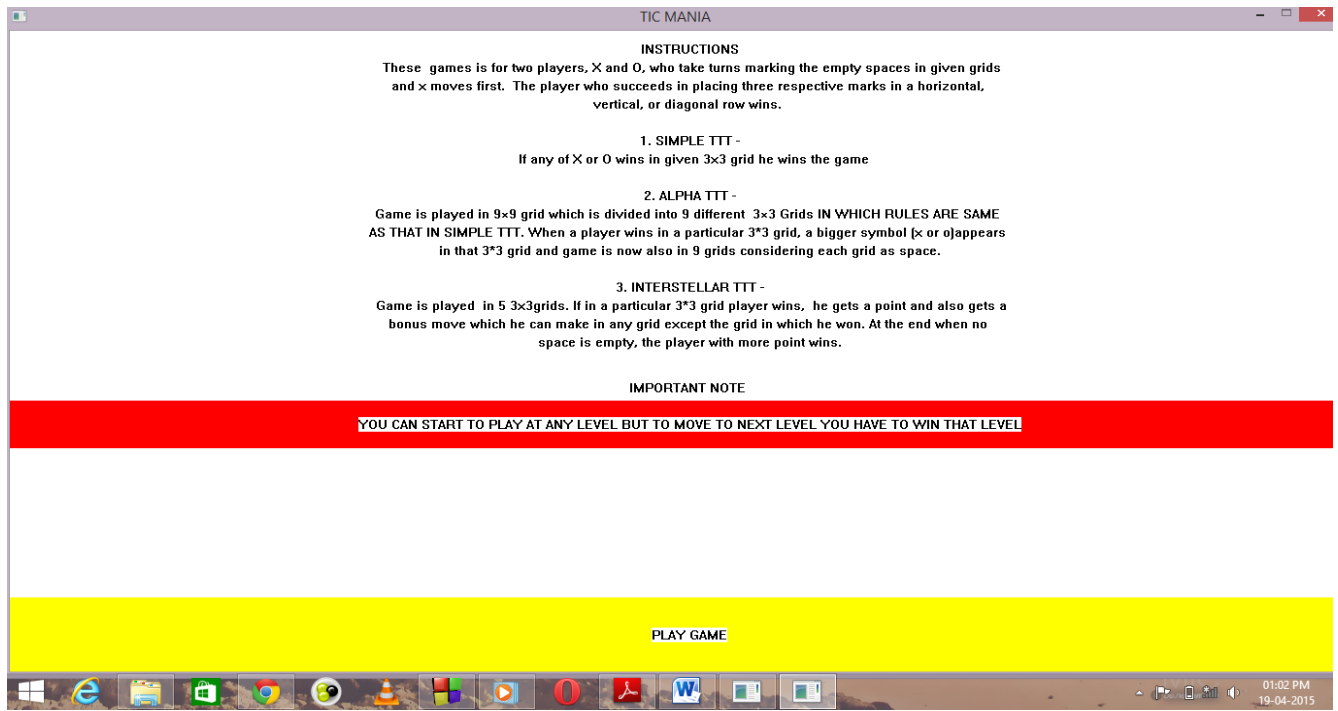 TIC MANIA
INSTRUCTIONS
These games is for two players, X and O, who take turns marking the empty spaces in given grids
and x moves first. The player who succeeds in placing three respective marks in a horizontal,
vertical, or diagonal row wins.
1. SIMPLE TTT -
If any of X or O wins in given 3×3 grid he wins the game
2. ALPHA TTT -
Game is played in 9×9 grid which is divided into 9 different 3×3 Grids IN WHICH RULES ARE SAME
AS THAT IN SIMPLE TTT. When a player wins in a particular 3*3 grid, a bigger symbol (x or o)appears
in that 3*3 grid and game is now also in 9 grids considering each grid as space.
3. INTERSTELLAR TTT -
Game is played in 5 3x3grids. If in a particular 3*3 grid player wins, he gets a point and also gets a
bonus move which he can make in any grid except the grid in which he won. At the end when no
space is empty, the player with more point wins.
IMPORTANT NOTE
YOU CAN START TO PLAY AT ANY LEVEL BUT TO MOVE TO NEXT LEVEL YOU HAVE TO WIN THAT LEVEL
PLAY GAME
01:02 PM
19-04-2015